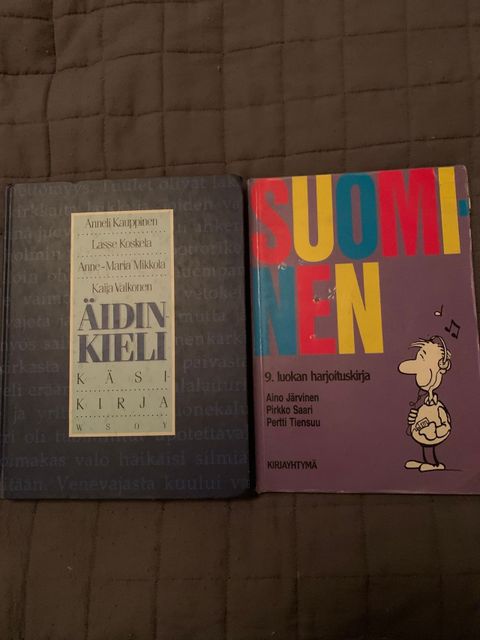 Anneli Kauppinen
Lasse Koskela
Anne-Maria Mikkola
Kaija Valkonen
ÄIDIN-
KIELI
KÄSI-
KIRJA
WSOY
SUOMI-
NEN
9. luokan harjoituskirja
Aino Järvinen
Pirkko Saari
Pertti Tiensuu
KIRJAYHTYMÄ